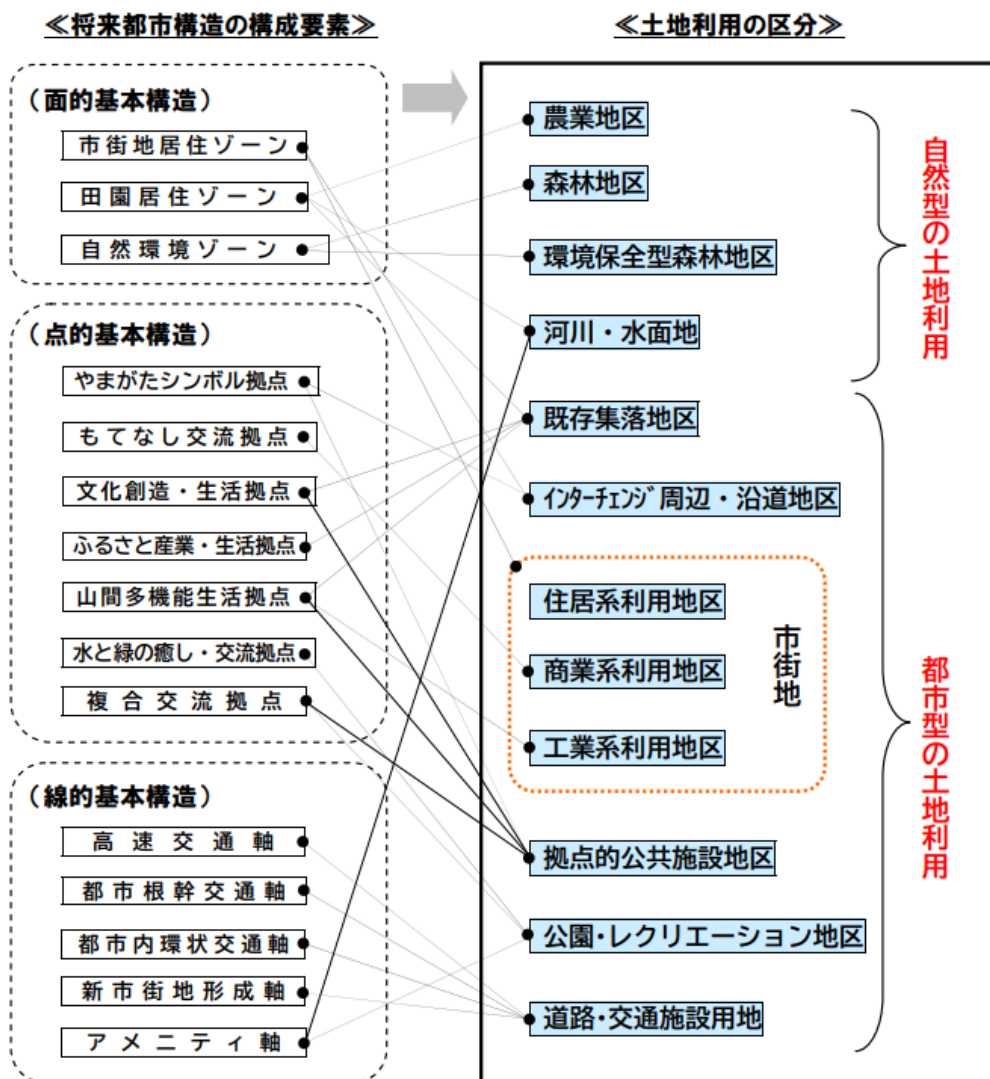 ≪将来都市構造の構成要素≫
(面的基本構造)
市街地居住ゾーン
田園居住ゾーン
自然環境ゾーン
(点的基本構造)
やまがたシンボル拠点
もてなし交流拠点
文化創造・生活拠点
ふるさと産業・生活拠点
山間多機能生活拠点
水と緑の癒し・交流拠点
複合交流拠点
(線的基本構造)
高速交通軸
都市根幹交通軸
都市内環状交通軸
新市街地形成軸
アメニティ軸
≪土地利用の区分≫
農業地区
森林地区
環境保全型森林地区
河川・水面地
既存集落地区
インターチェンジ周辺・沿道地区
住居系利用地区
商業系利用地区
工業系利用地区
市街地
拠点的公共施設地区
公園・レクリエーション地区
道路・交通施設用地
自然型の土地利用
都市型の土地利用